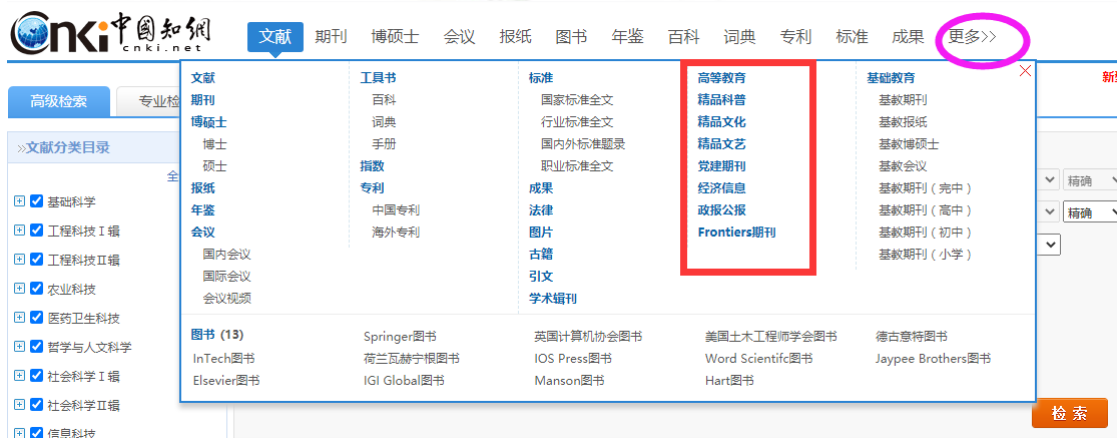 Cnki中国知网
cnki.net
文献 期刊 博硕士 会议 报纸 图书 年鉴 百科 词典 专利 标准 成果 更多>>
高级检索 专业检
»文献分类目录
全
基础科学
工程科技Ⅰ辑
工程科技Ⅱ辑
农业科技
医药卫生科技
哲学与人文科学
社会科学Ⅰ辑
社会科学Ⅱ辑
信息科技
文献
期刊
博硕士
博士
硕士
报纸
年鉴
会议
国内会议
国际会议
会议视频
工具书
百科
词典
手册
指数
专利
中国专利
海外专利
标准
国家标准全文
行业标准全文
国内外标准题录
职业标准全文
成果
法律
图片
古籍
引文
学术辑刊
高等教育
精品科普
精品文化
精品文艺
党建期刊
经济信息
政报公报
Frontiers期刊
基础教育
基教期刊
基教报纸
基教博硕士
基教会议
基教期刊(完中)
基教期刊(高中)
基教期刊(初中)
基教期刊(小学)
图书 (13) Springer图书 英国计算机协会图书 美国土木工程师学会图书 德古意特图书
InTech图书 荷兰瓦赫宁根图书 IOS Press图书 Word Scientifc图书 Jaypee Brothers图书
Elsevier图书 IGI Global图书 Manson图书 Hart图书
精确
精确
检 索